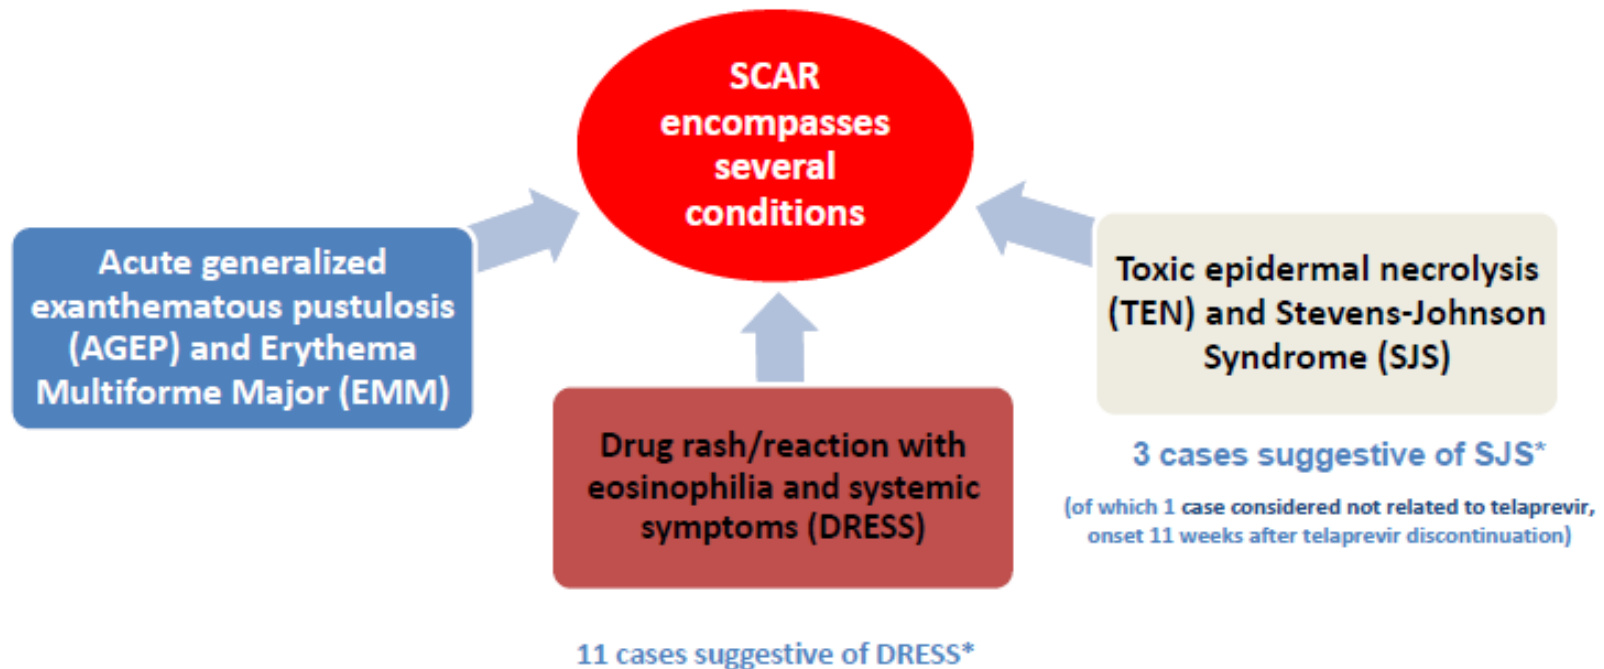 SCAR
encompasses
several
conditions
Acute generalized
exanthematous pustulosis
(AGEP) and Erythema
Multiforme Major (EMM)
Drug rash/reaction with
eosinophilia and systemic
symptoms (DRESS)
11 cases suggestive of DRESS*
Toxic epidermal necrolysis
(TEN) and Stevens-Johnson
Syndrome (SJS)
3 cases suggestive of SJS*
(of which 1 case considered not related to telaprevir,
onset 11 weeks after telaprevir discontinuation)